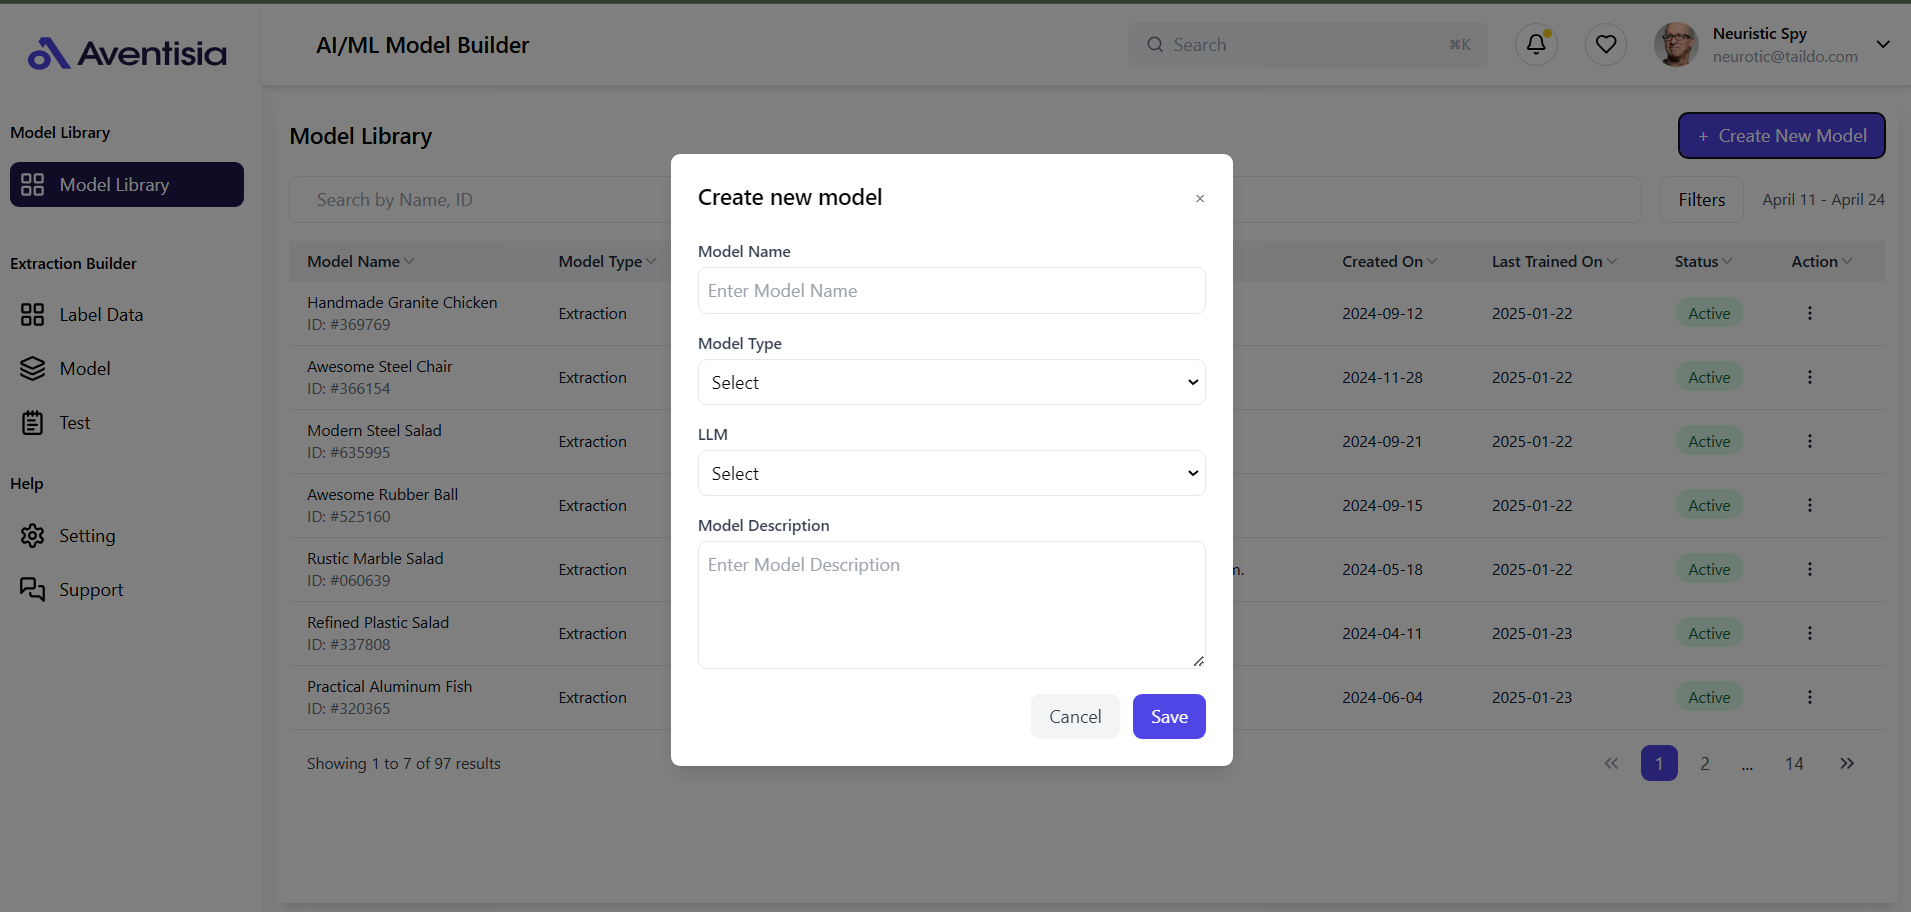 Aventisia
AI/ML Model Builder
Search
⌘K
Neuristic Spy
neurotic@taildo.com
Model Library
Model Library
Extraction Builder
Label Data
Model
Test
Help
Setting
Support
Model Library
+ Create New Model
Search by Name, ID
Filters
April 11 - April 24
Model Name
Model Type
Created On
Last Trained On
Status
Action
Handmade Granite Chicken
ID: #369769
Extraction
2024-09-12
2025-01-22
Active
Awesome Steel Chair
ID: #366154
Extraction
2024-11-28
2025-01-22
Active
Modern Steel Salad
ID: #635995
Extraction
2024-09-21
2025-01-22
Active
Awesome Rubber Ball
ID: #525160
Extraction
2024-09-15
2025-01-22
Active
Rustic Marble Salad
ID: #060639
Extraction
2024-05-18
2025-01-22
Active
Refined Plastic Salad
ID: #337808
Extraction
2024-04-11
2025-01-23
Active
Practical Aluminum Fish
ID: #320365
Extraction
2024-06-04
2025-01-23
Active
Showing 1 to 7 of 97 results
« 1 2 ... 14 »
Create new model
×
Model Name
Enter Model Name
Model Type
Select
LLM
Select
Model Description
Enter Model Description
Cancel
Save